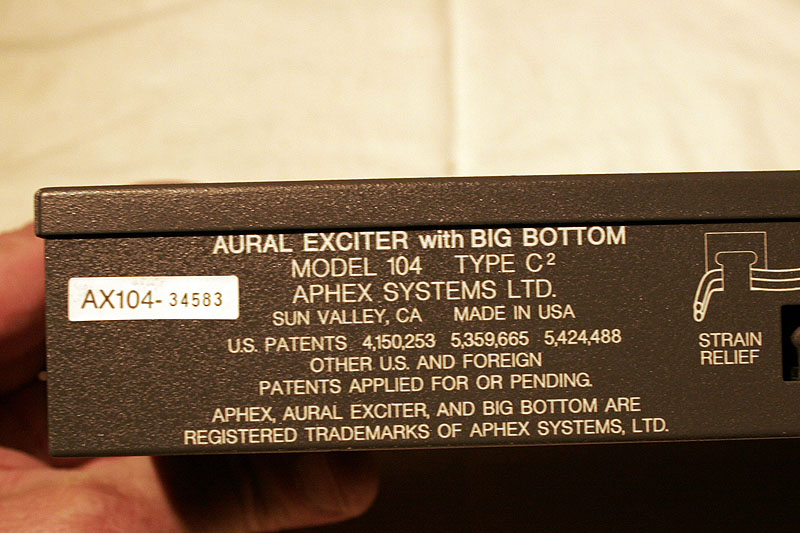 AURAL EXCITER with BIG BOTTOM
MODEL 104 TYPE C²
AX104-34583
APHEX SYSTEMS LTD.
SUN VALLEY, CA MADE IN USA
U.S. PATENTS 4,150,253 5,359,665 5,424,488
OTHER U.S. AND FOREIGN
PATENTS APPLIED FOR OR PENDING.
APHEX, AURAL EXCITER, AND BIG BOTTOM ARE
REGISTERED TRADEMARKS OF APHEX SYSTEMS, LTD.
STRAIN
RELIEF